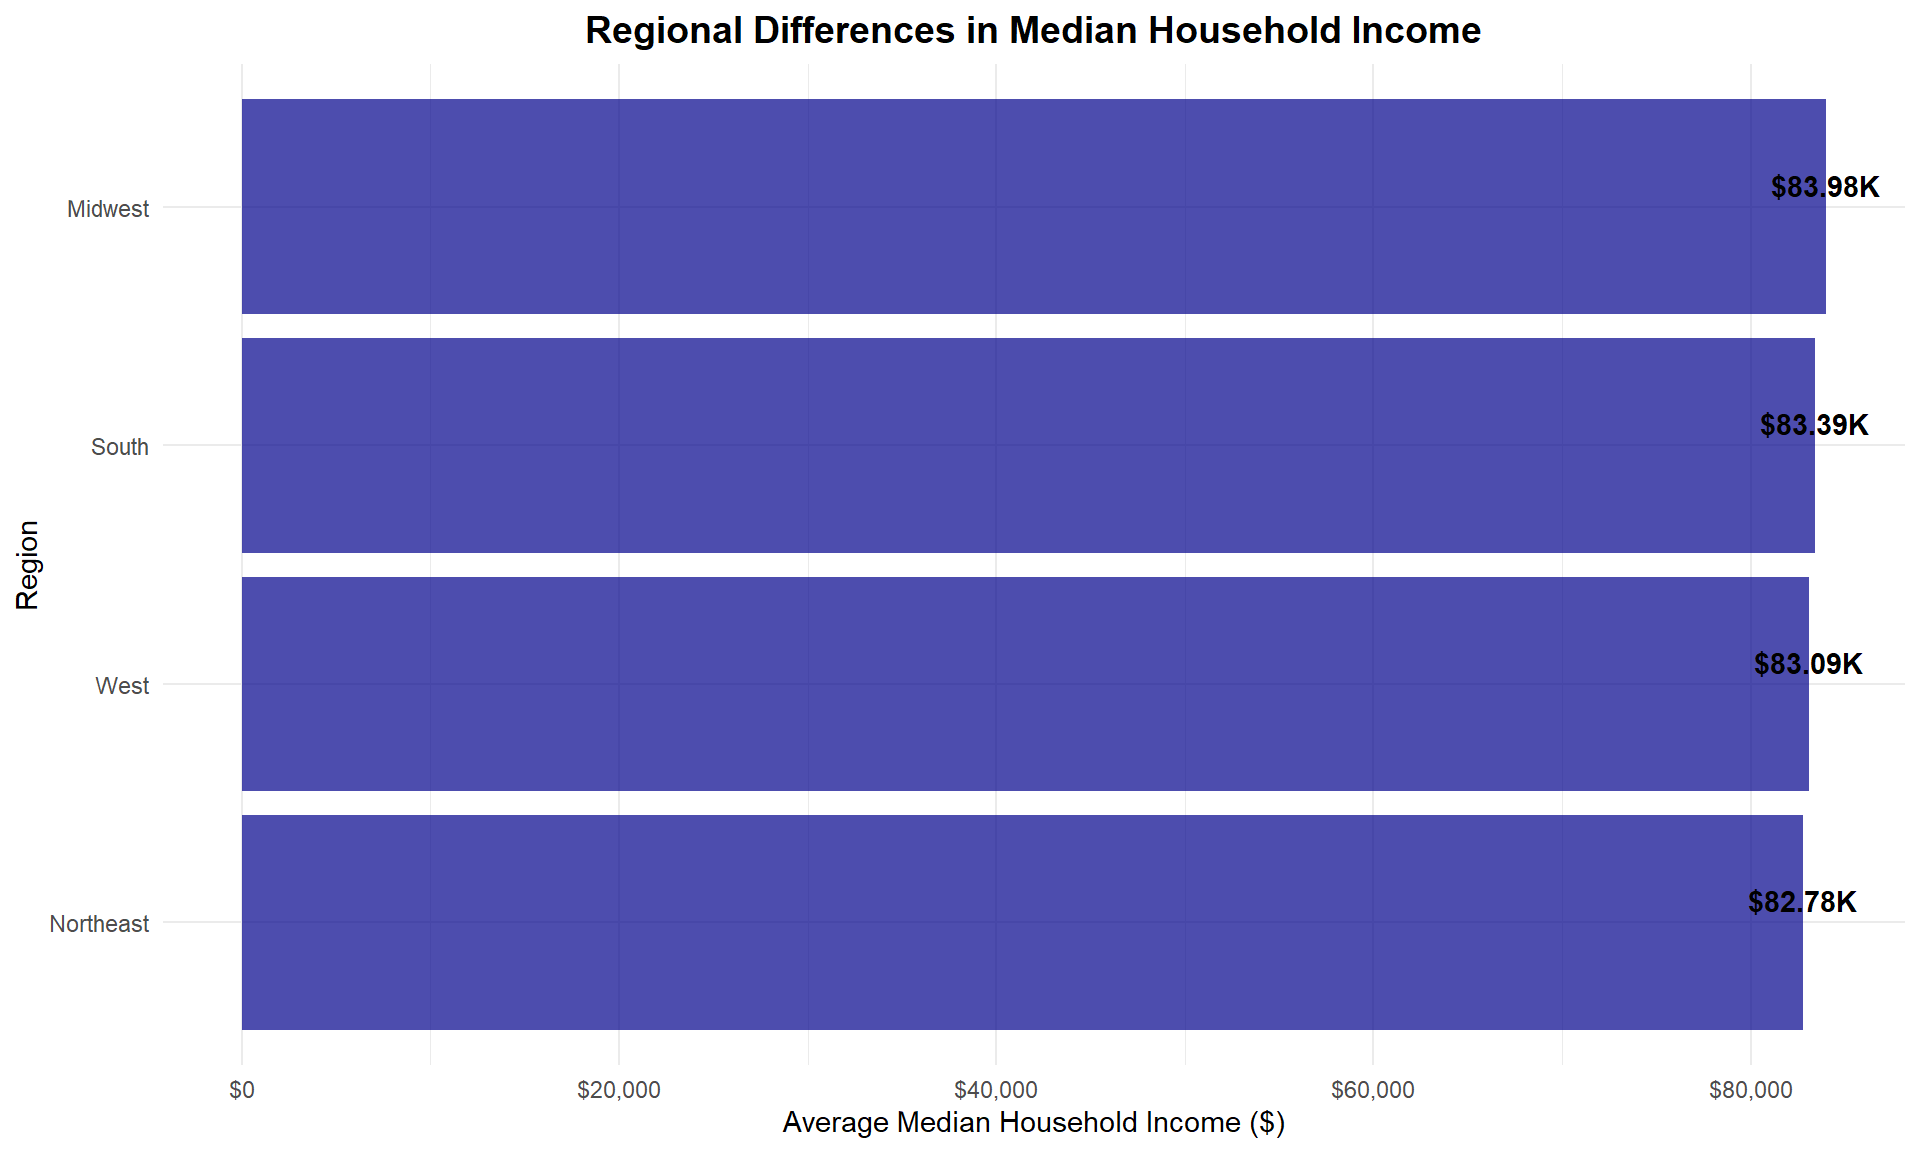 Regional Differences in Median Household Income
Midwest
$83.98K
South
$83.39K
West
$83.09K
Northeast
$82.78K
Region
$0
$20,000
$40,000
$60,000
$80,000
Average Median Household Income ($)